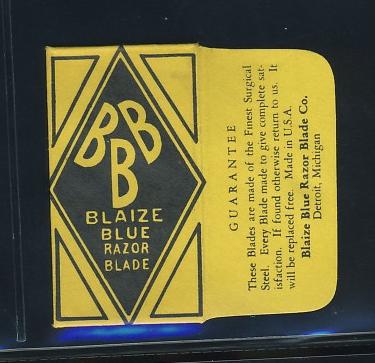 B B B
B
BLAIZE
BLUE
RAZOR
BLADE
GUARANTEE
These Blades are made of the Finest Surgical
Steel. Every Blade made to give complete sat-
isfaction. If found otherwise return to us. It
will be replaced free. Made in U.S.A.
Blaize Blue Razor Blade Co.
Detroit, Michigan